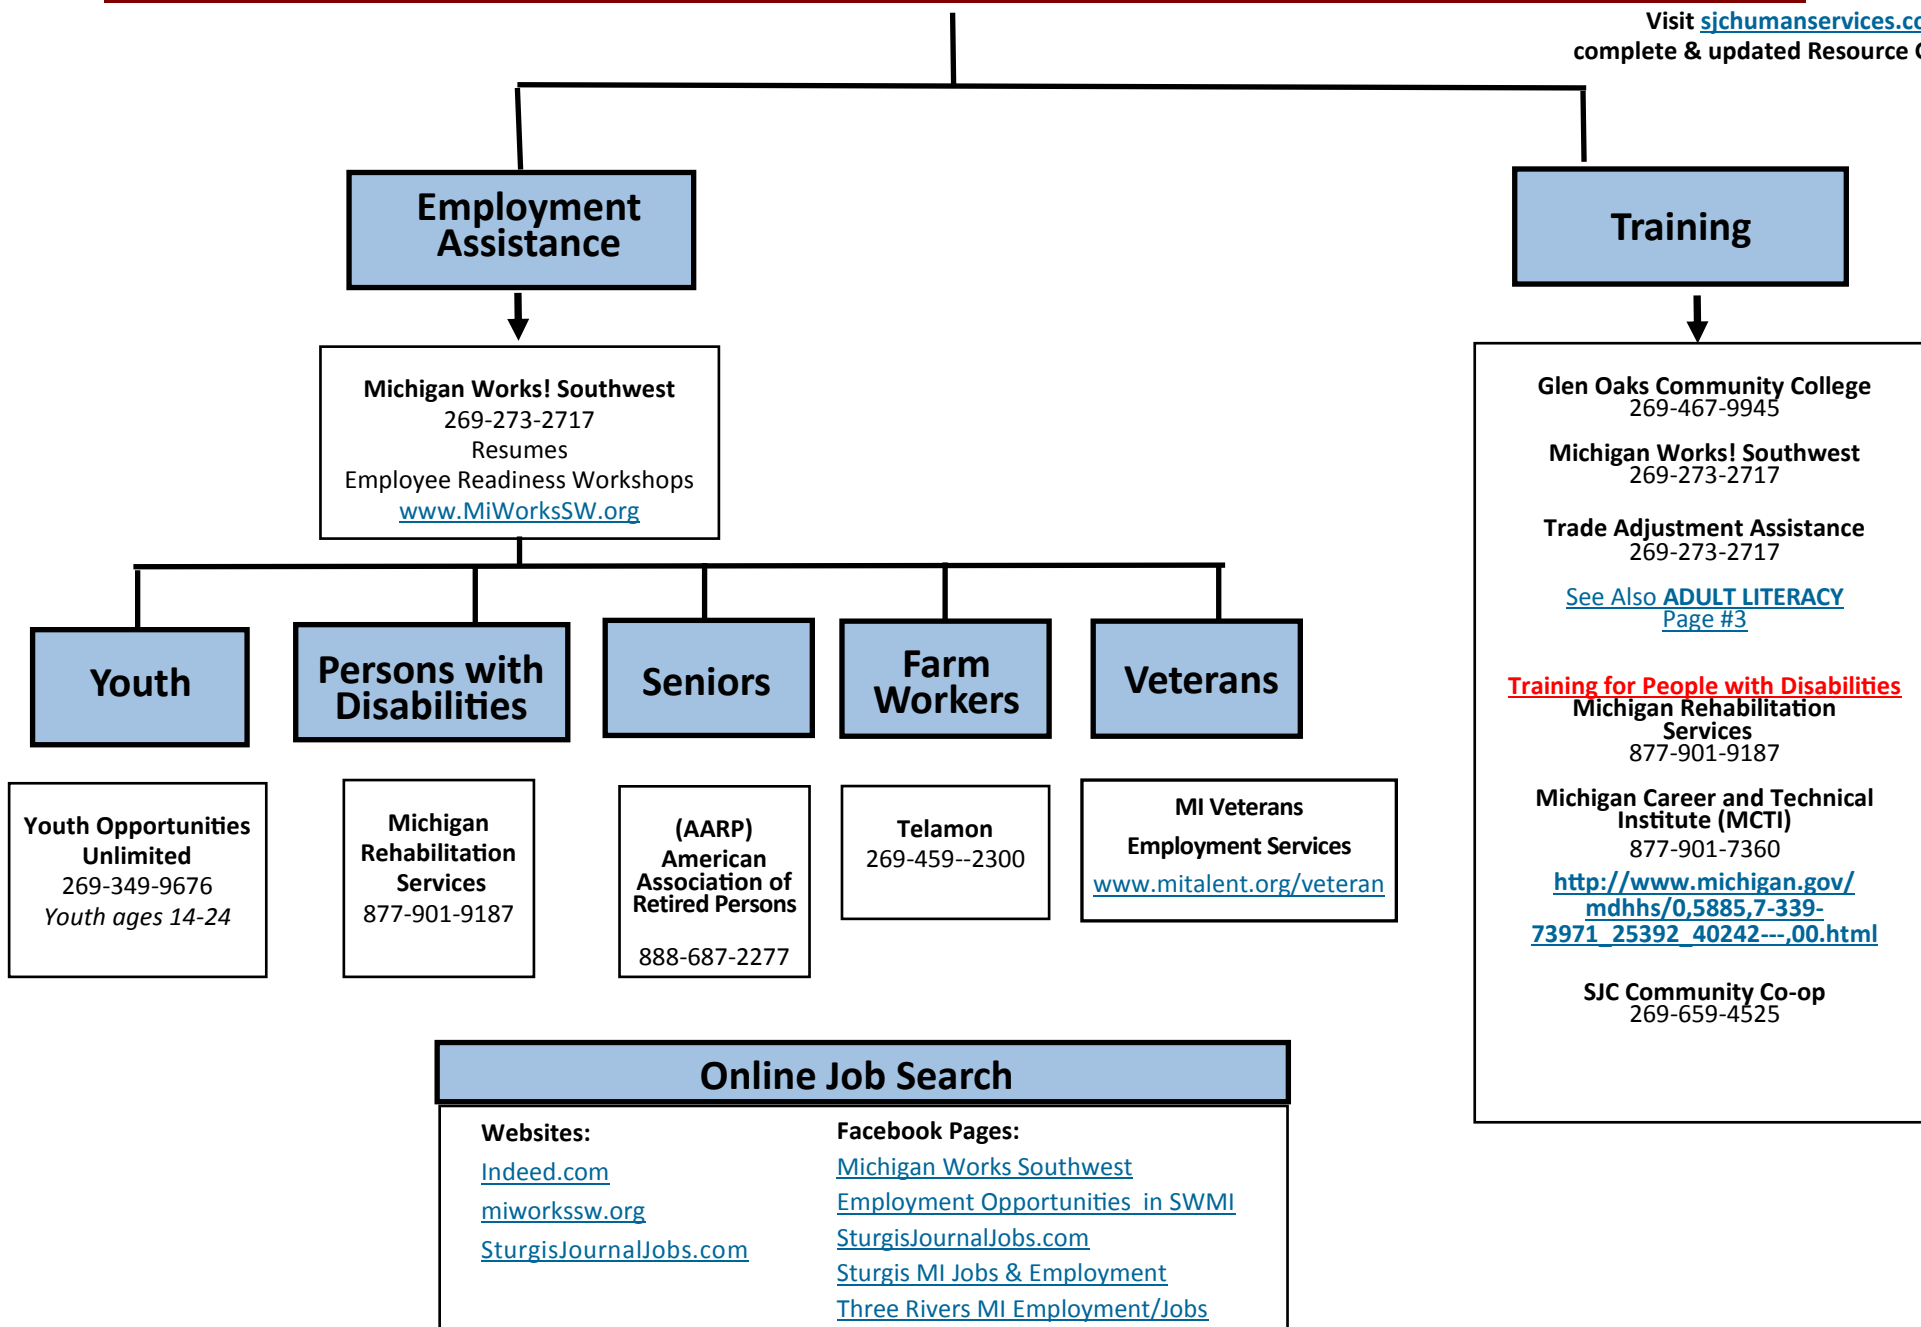 Visit sjchumanservices.co
complete & updated Resource
Employment
Assistance
Training
Michigan Works! Southwest
269-273-2717
Resumes
Employee Readiness Workshops
www.MiWorksSW.org
Youth
Persons with
Disabilities
Seniors
Farm
Workers
Veterans
Youth Opportunities
Unlimited
269-349-9676
Youth ages 14-24
Michigan
Rehabilitation
Services
877-901-9187
(AARP)
American
Association of
Retired Persons
888-687-2277
Telamon
269-459--2300
MI Veterans
Employment Services
www.mitalent.org/veteran
Glen Oaks Community College
269-467-9945
Michigan Works! Southwest
269-273-2717
Trade Adjustment Assistance
269-273-2717
See Also ADULT LITERACY
Page #3
Training for People with Disabilities
Michigan Rehabilitation
Services
877-901-9187
Michigan Career and Technical
Institute (MCTI)
877-901-7360
http://www.michigan.gov/
mdhhs/0,5885,7-339-
73971_25392_40242---,00.html
SJC Community Co-op
269-659-4525
Online Job Search
Websites:
Indeed.com
miworkssw.org
SturgisJournalJobs.com
Facebook Pages:
Michigan Works Southwest
Employment Opportunities  in SWMI
SturgisJournalJobs.com
Sturgis MI Jobs & Employment
Three Rivers MI Employment/Jobs